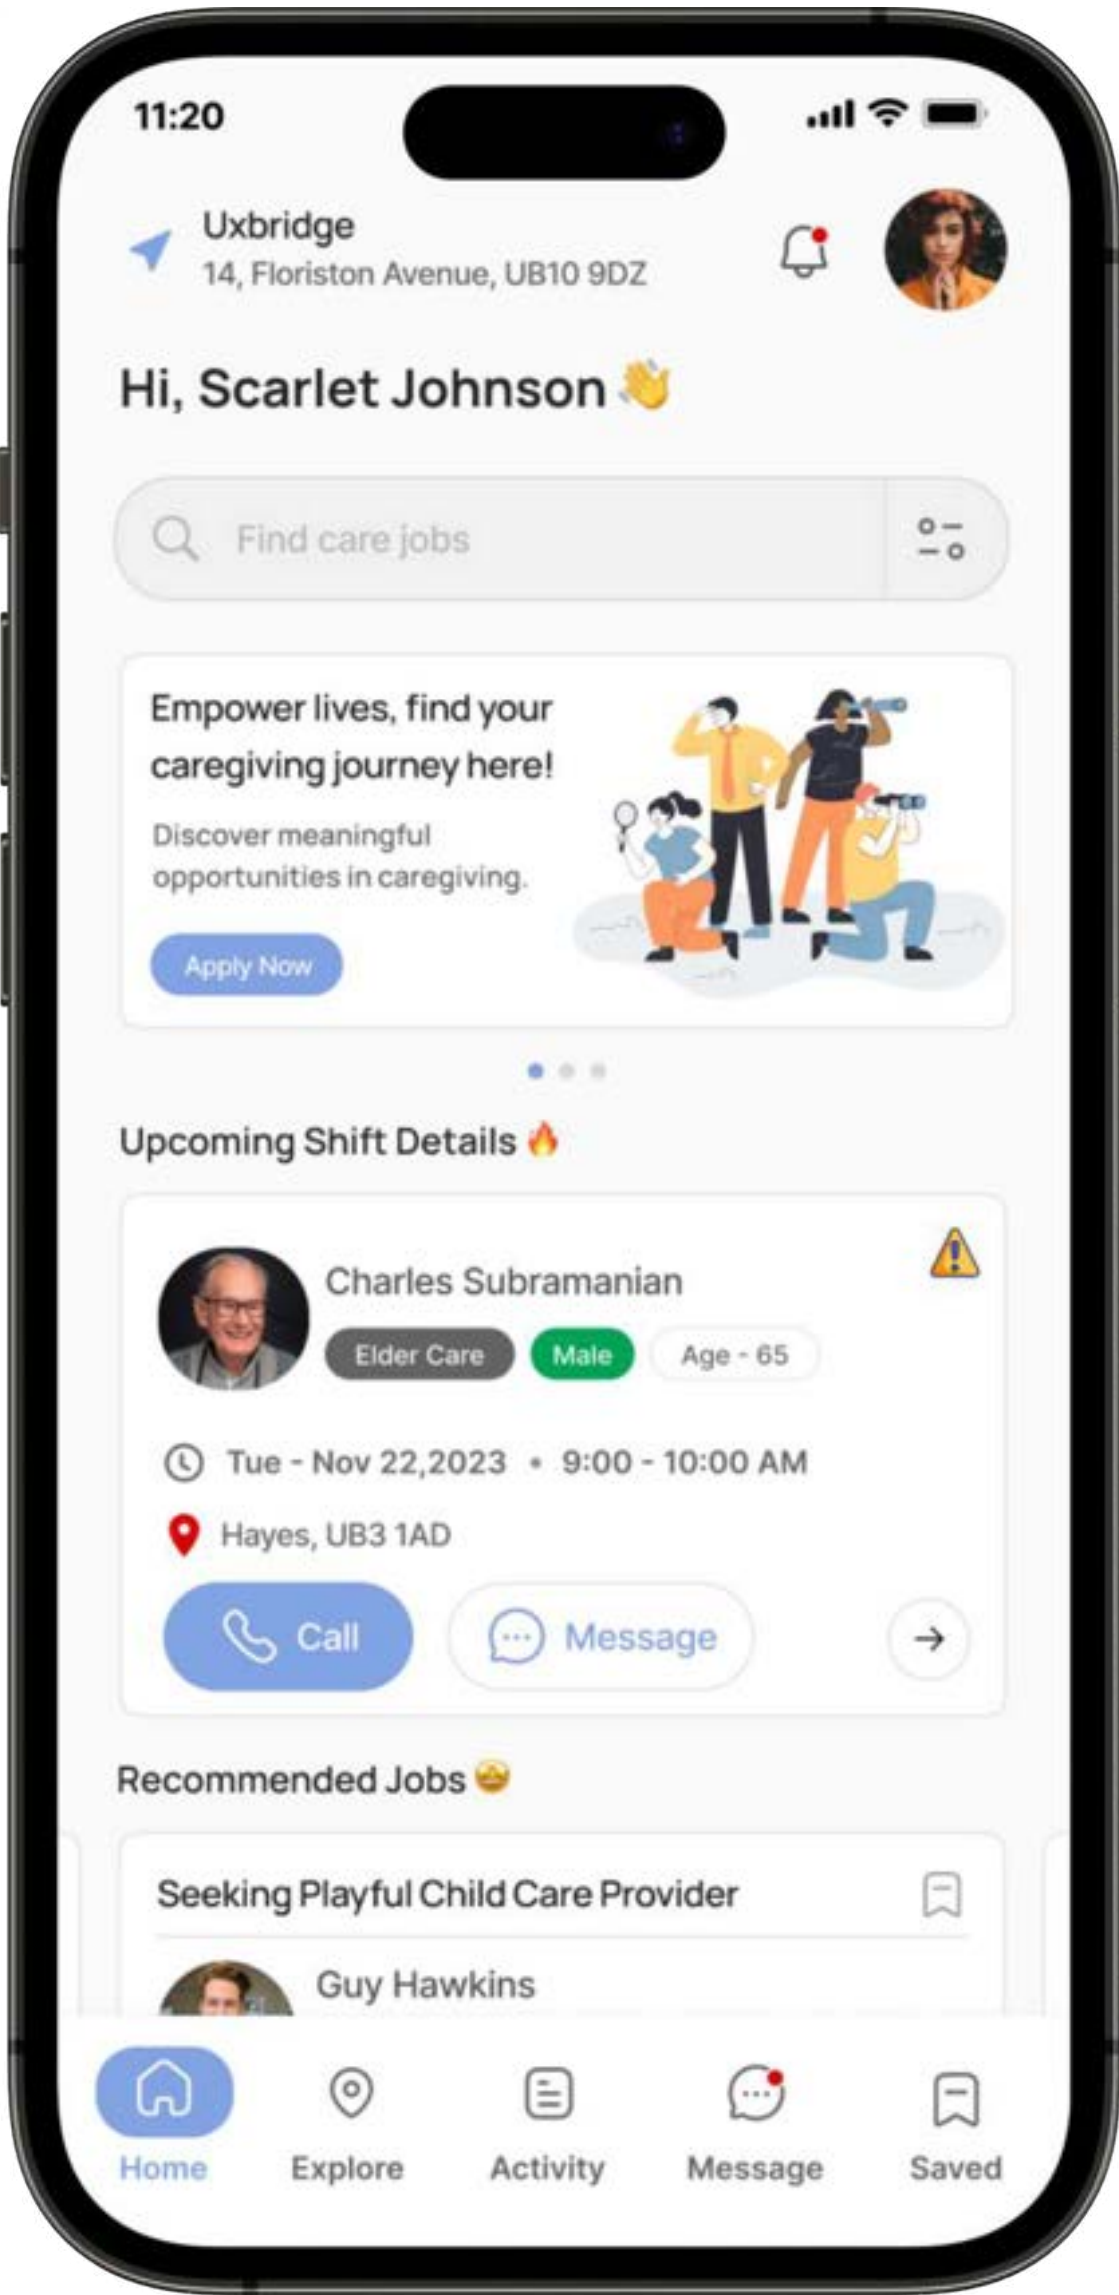 11:20
Uxbridge
14, Floriston Avenue, UB10 9DZ
Hi, Scarlet Johnson 👋
Find care jobs
Empower lives, find your
caregiving journey here!
Discover meaningful
opportunities in caregiving.
Apply Now
Upcoming Shift Details 🔥
Charles Subramanian
Elder Care Male Age - 65
Tue - Nov 22,2023 • 9:00 - 10:00 AM
Hayes, UB3 1AD
Call Message
Recommended Jobs 🤩
Seeking Playful Child Care Provider
Guy Hawkins
Home Explore Activity Message Saved